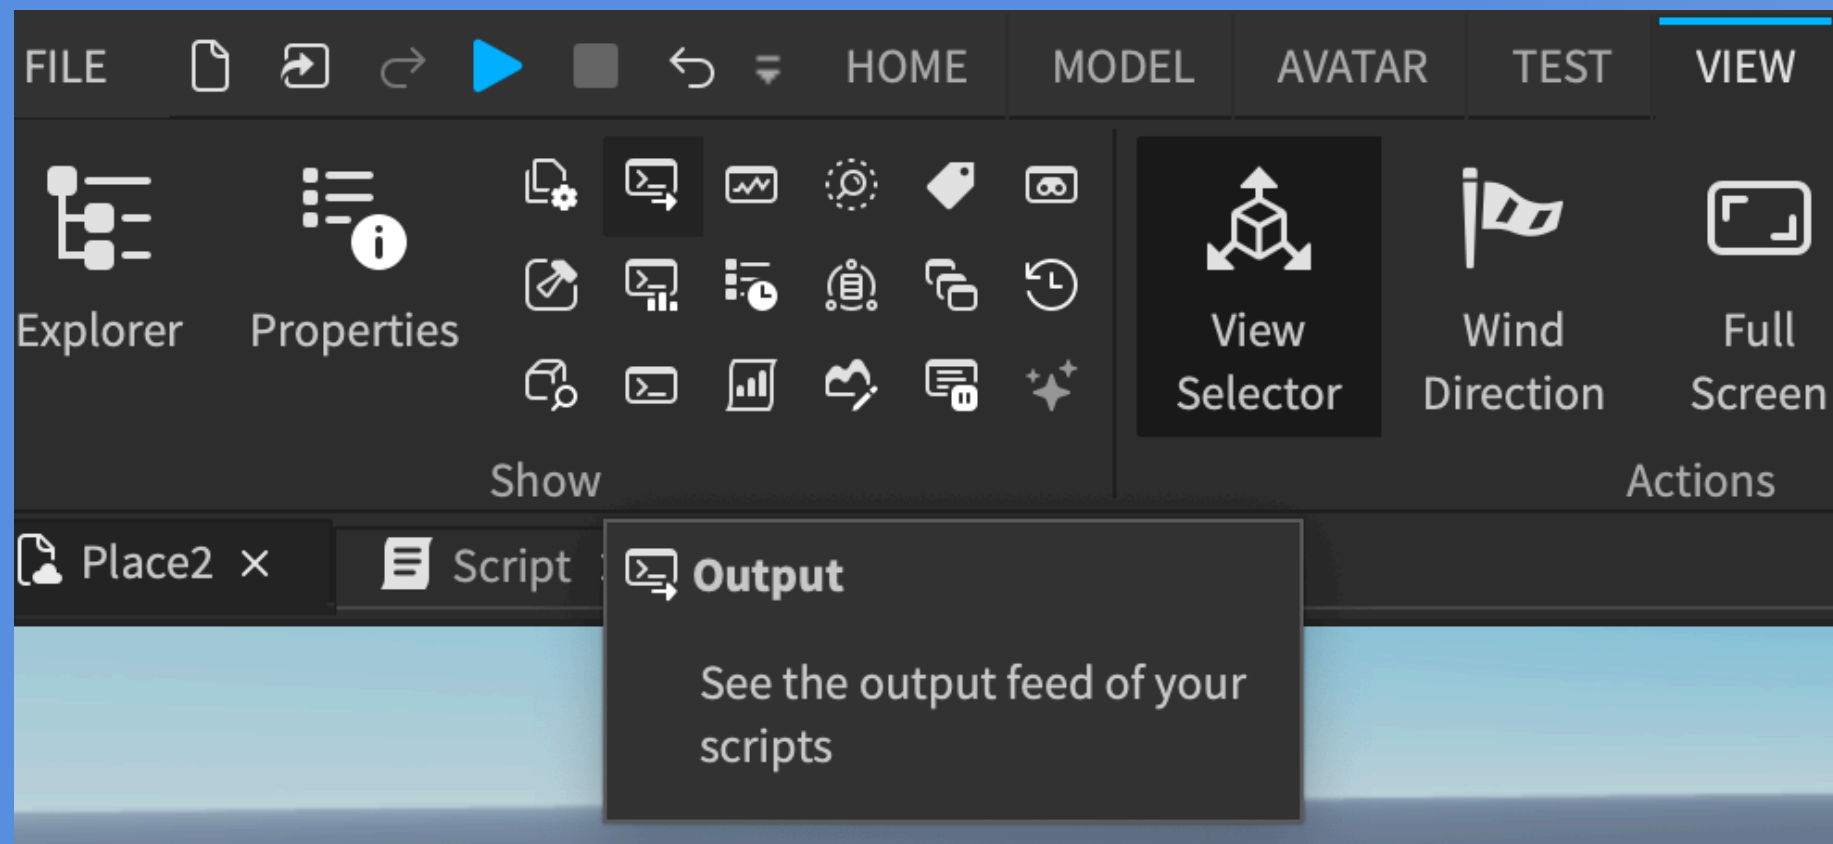 FILE
HOME
MODEL
AVATAR
TEST
VIEW
Explorer
Properties
View
Selector
Wind
Direction
Full
Screen
Show
Actions
Place2
Script
Output
See the output feed of your
scripts